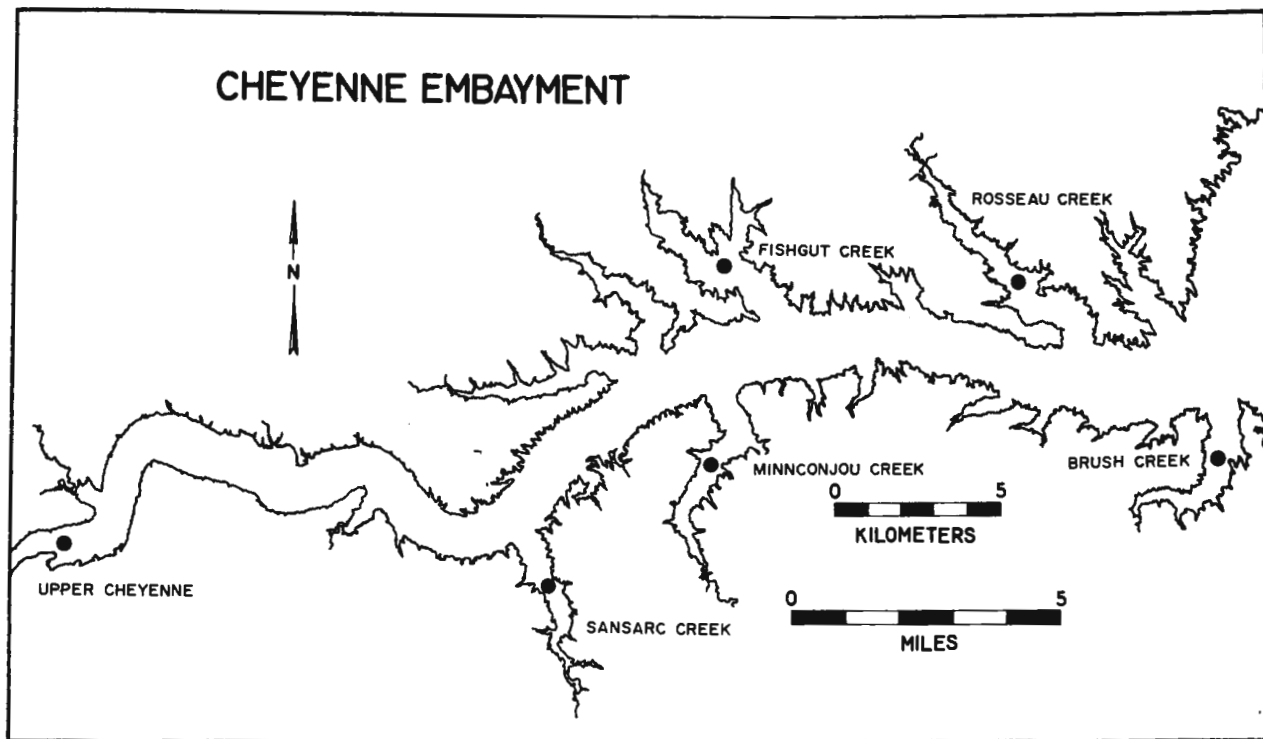 CHEYENNE EMBAYMENT
ROSSEAU CREEK
FISHGUT CREEK
N
MINNCONJOU CREEK
BRUSH CREEK
0 5
KILOMETERS
UPPER CHEYENNE
0 5
SANSARC CREEK
MILES